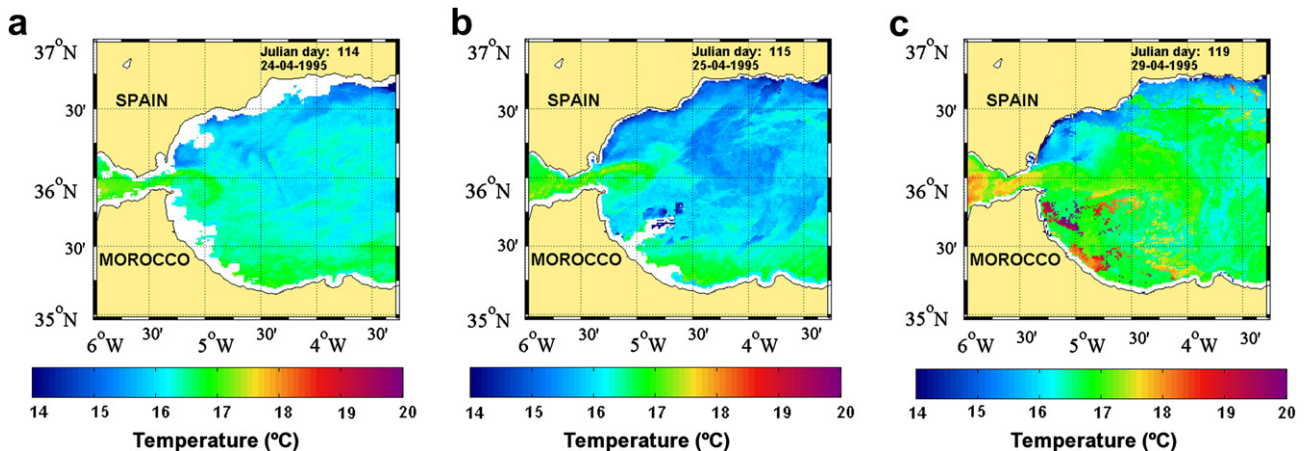 a
37°N
Julian day: 114
24-04-1995
SPAIN
30'
36°N
30'
MOROCCO
35°N
6°W
30'
5°W
30'
4°W
30'
14
15
16
17
18
19
20
Temperature (ºC)
b
37°N
Julian day: 115
25-04-1995
SPAIN
30'
36°N
30'
MOROCCO
35°N
6°W
30'
5°W
30'
4°W
30'
14
15
16
17
18
19
20
Temperature (ºC)
c
37°N
Julian day: 119
29-04-1995
SPAIN
30'
36°N
30'
MOROCCO
35°N
6°W
30'
5°W
30'
4°W
30'
14
15
16
17
18
19
20
Temperature (ºC)